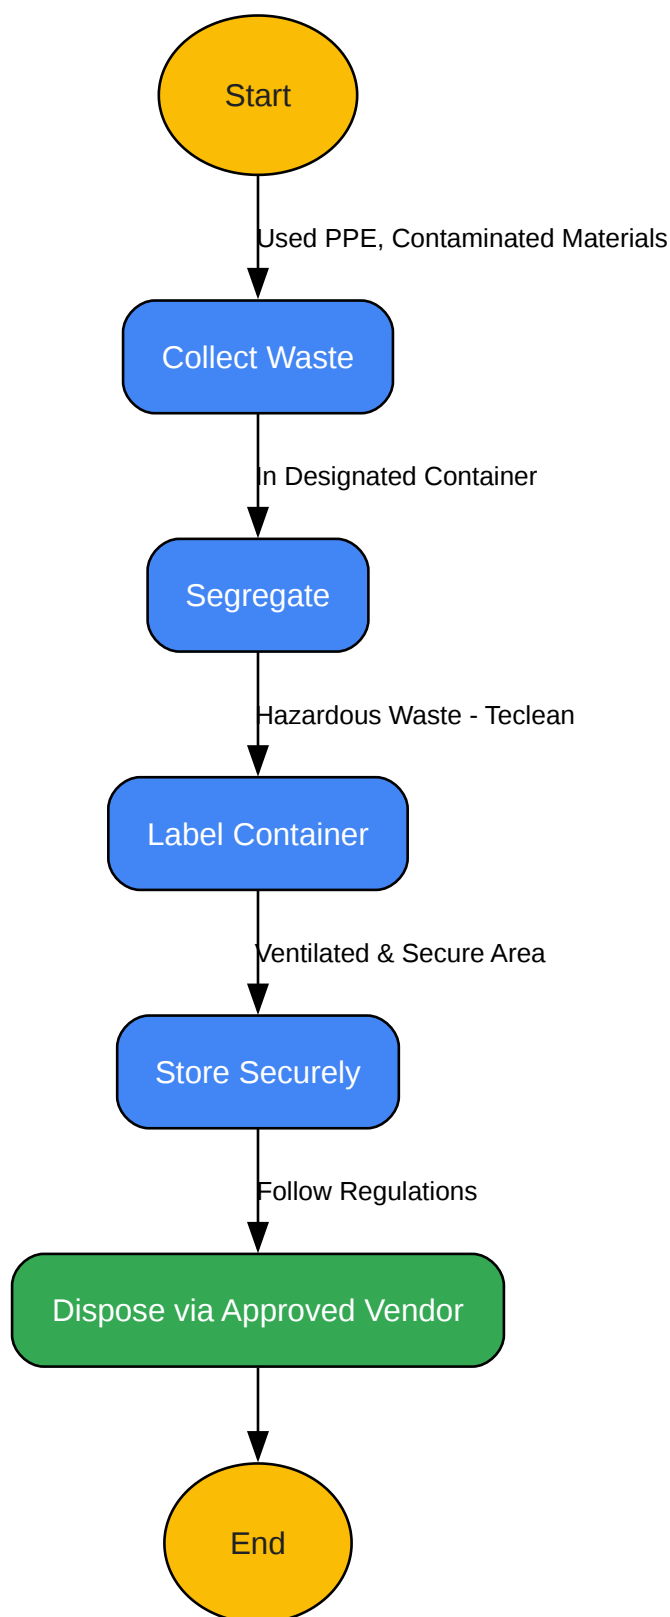 Start
Used PPE, Contaminated Materials
Collect Waste
In Designated Container
Segregate
Hazardous Waste - Teclean
Label Container
Ventilated & Secure Area
Store Securely
Follow Regulations
Dispose via Approved Vendor
End